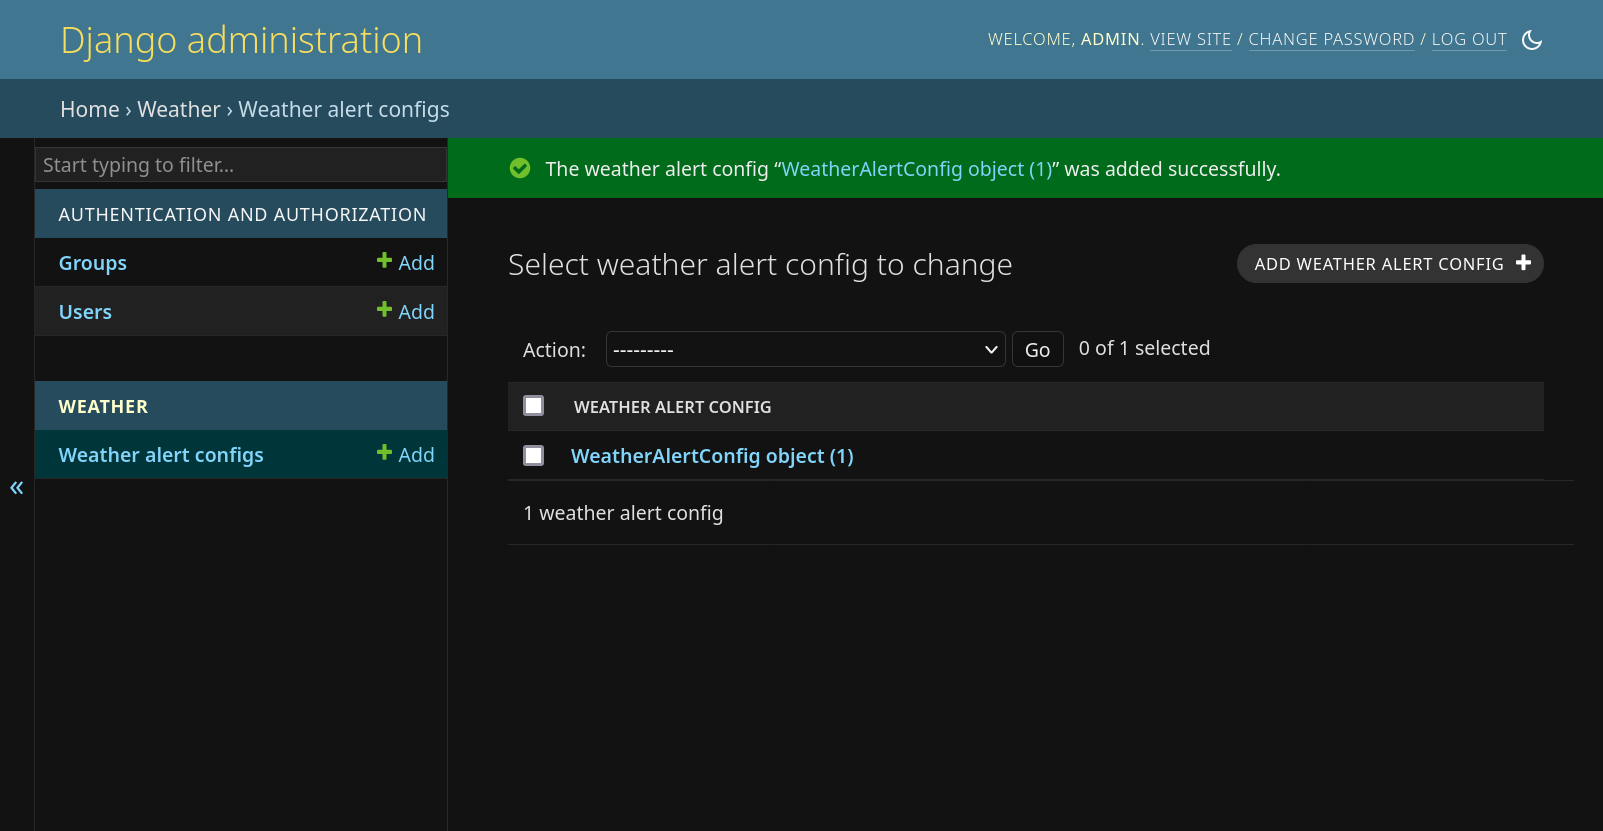 Django administration
WELCOME, ADMIN. VIEW SITE / CHANGE PASSWORD / LOG OUT
Home › Weather › Weather alert configs
Start typing to filter...
AUTHENTICATION AND AUTHORIZATION
Groups + Add
Users + Add
WEATHER
Weather alert configs + Add
«
The weather alert config “WeatherAlertConfig object (1)” was added successfully.
Select weather alert config to change
ADD WEATHER ALERT CONFIG +
Action: --------- Go 0 of 1 selected
WEATHER ALERT CONFIG
WeatherAlertConfig object (1)
1 weather alert config